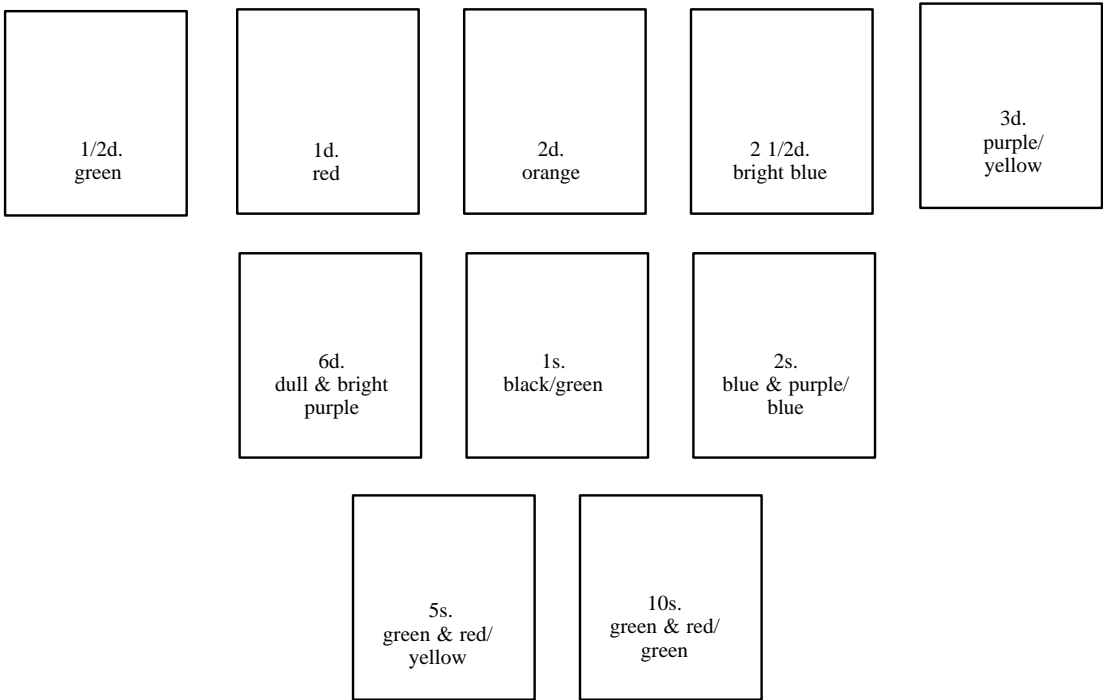 1/2d.
green
1d.
red
2d.
orange
2 1/2d.
bright blue
3d.
purple/
yellow
6d.
dull & bright
purple
1s.
black/green
2s.
blue & purple/
blue
5s.
green & red/
yellow
10s.
green & red/
green